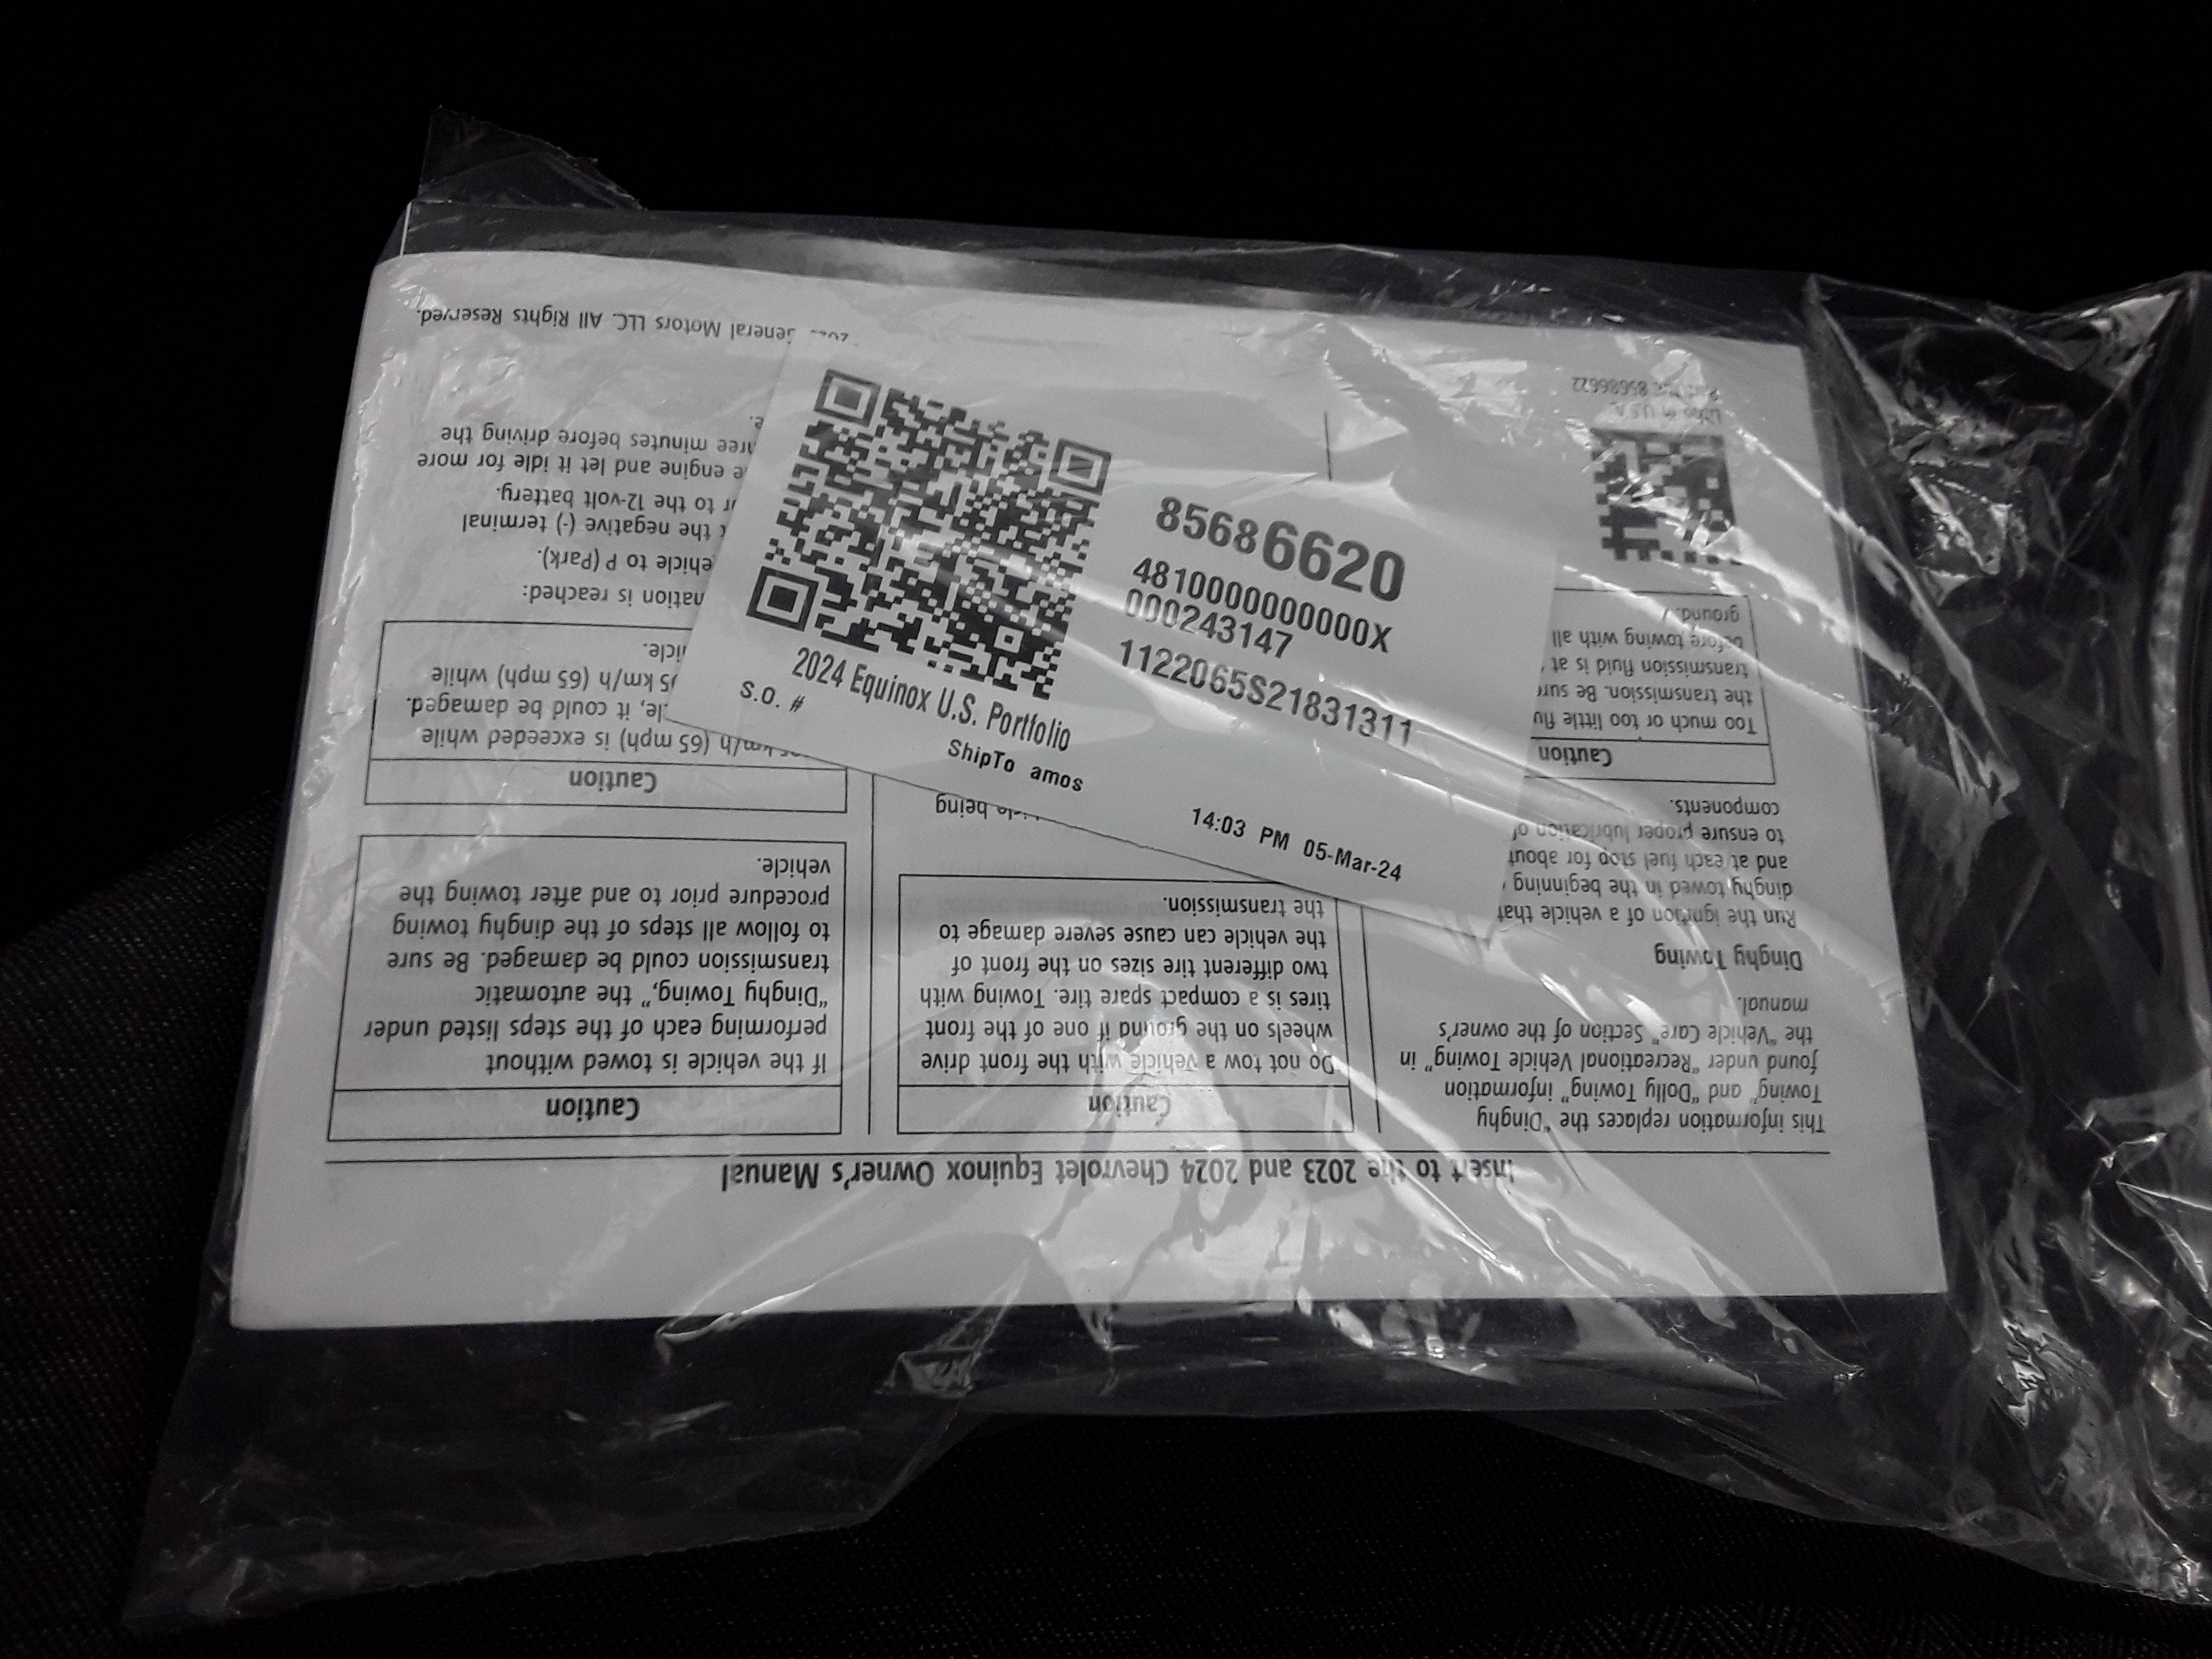 85686620
48100000000000X
000243147
1122065S21831311
2024 Equinox U.S. Portfolio
S.O. #
ShipTo amos
14:03 PM 05-Mar-24
Insert to the 2023 and 2024 Chevrolet Equinox Owner's Manual
This information replaces the "Dinghy
Towing" and "Dolly Towing" information
found under "Recreational Vehicle Towing" in
the "Vehicle Care" Section of the owner's
manual.
Dinghy Towing
Run the ignition of a vehicle that
dinghy towed in the beginning
and at each fuel stop for about
to ensure proper lubrication of
components.
Caution
Too much or too little
the transmission. Be
transmission fluid is at
before towing with all
ground.
85686622
Caution
Do not tow a vehicle with the front drive
wheels on the ground if one of the front
tires is a compact spare tire. Towing with
two different tire sizes on the front of
the vehicle can cause severe damage to
the transmission.
being
Caution
If the vehicle is towed without
performing each of the steps listed under
"Dinghy Towing," the automatic
transmission could be damaged. Be sure
to follow all steps of the dinghy towing
procedure prior to and after towing the
vehicle.
Caution
km/h (65 mph) is exceeded while
it could be damaged.
km/h (65 mph) while
is reached:
to P (Park).
the negative (-) terminal
to the 12-volt battery.
engine and let it idle for more
minutes before driving the
General Motors LLC. All Rights Reserved.